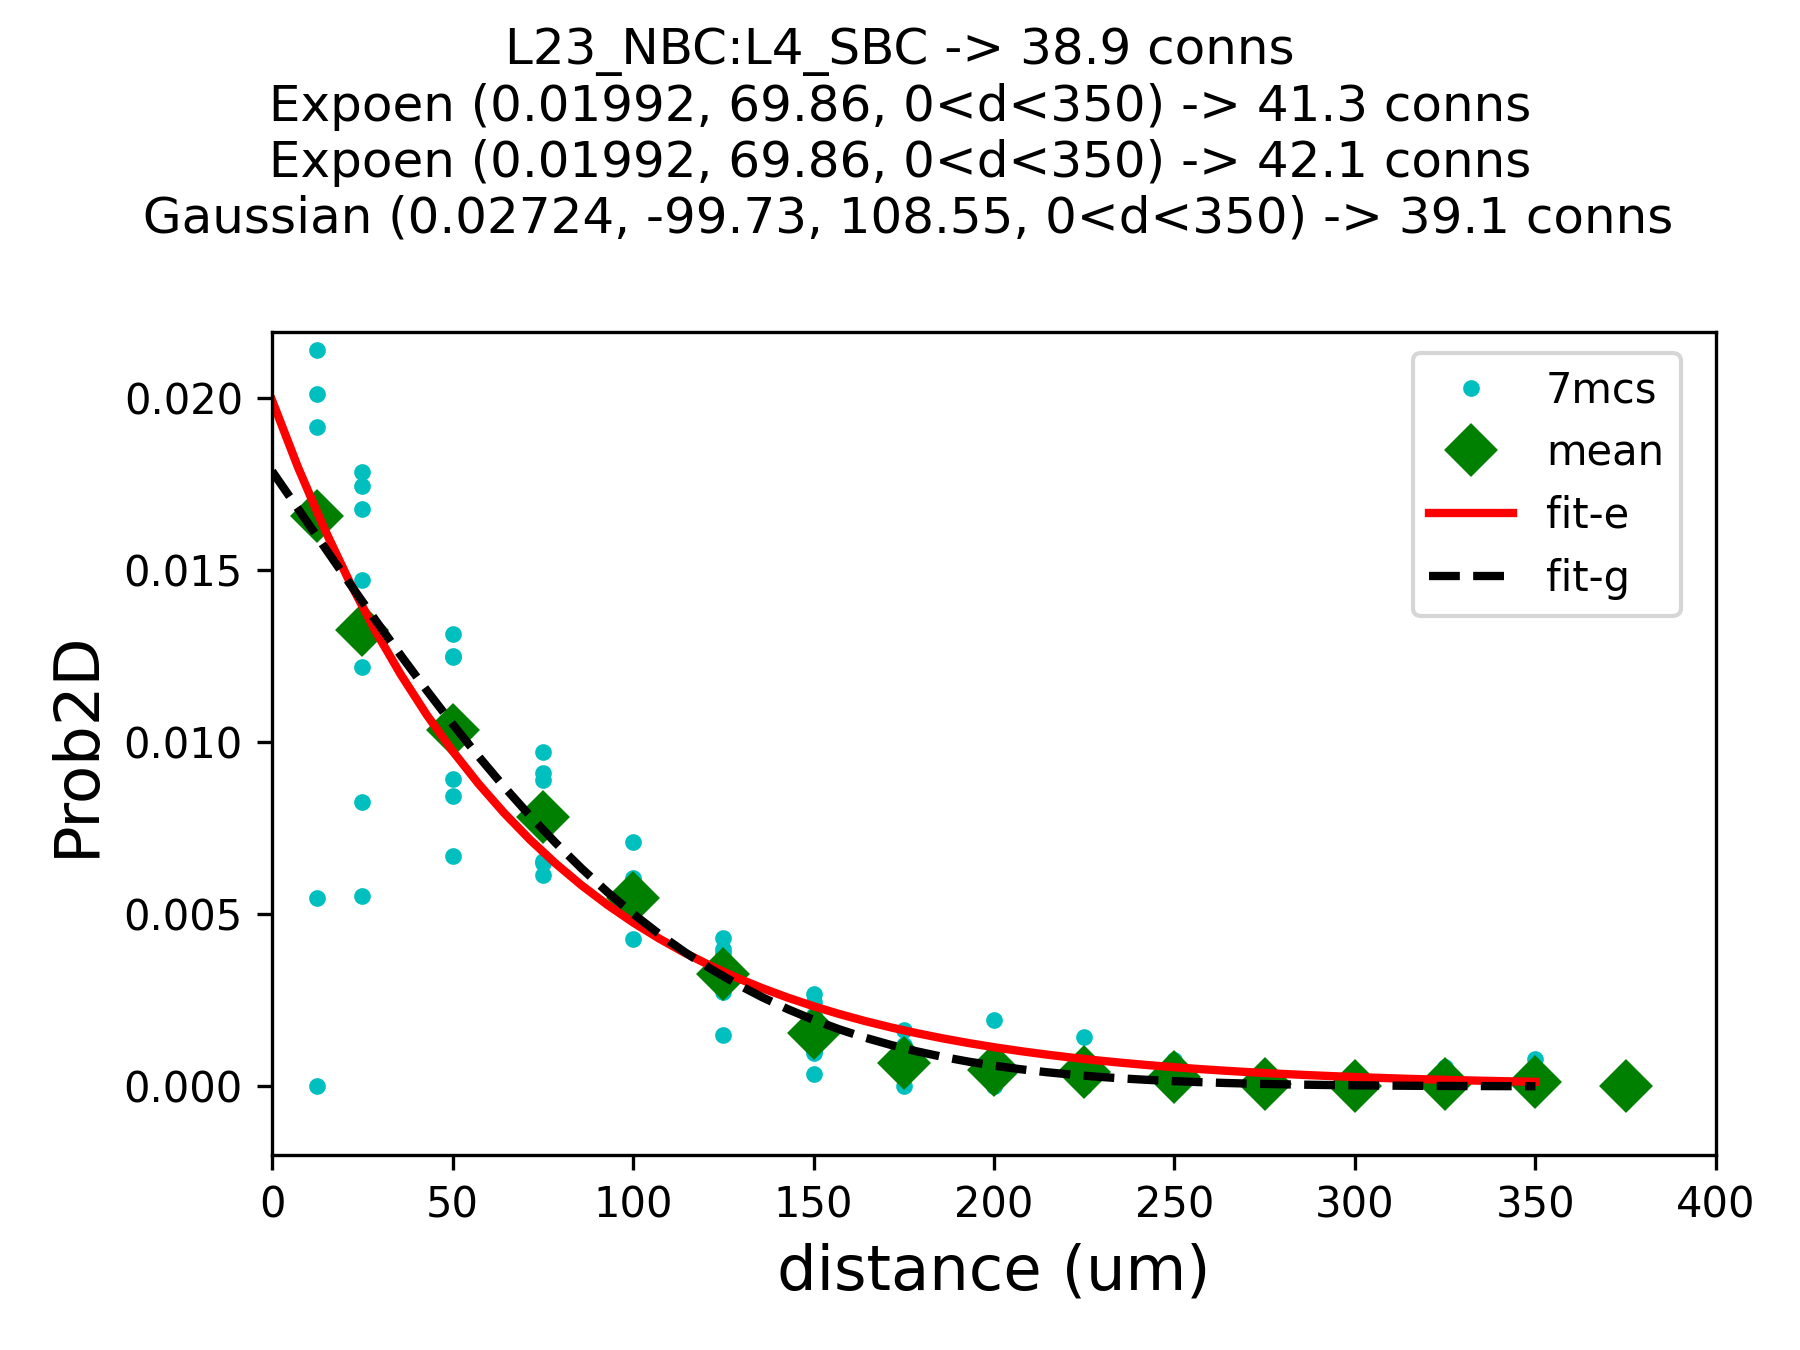 L23_NBC:L4_SBC -> 38.9 conns
Expoen (0.01992, 69.86, 0<d<350) -> 41.3 conns
Expoen (0.01992, 69.86, 0<d<350) -> 42.1 conns
Gaussian (0.02724, -99.73, 108.55, 0<d<350) -> 39.1 conns
7mcs
mean
fit-e
fit-g
Prob2D
0.020
0.015
0.010
0.005
0.000
0 50 100 150 200 250 300 350 400
distance (um)